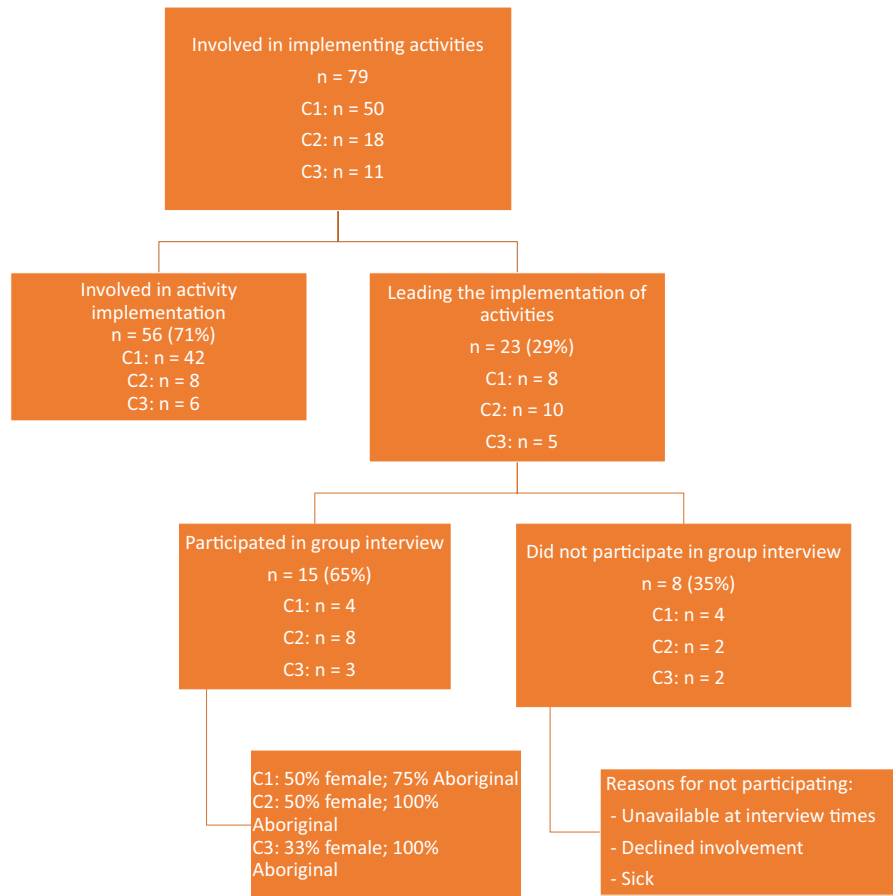 Involved in implementing activities
n = 79
C1: n = 50
C2: n = 18
C3: n = 11
Involved in activity
implementation
n = 56 (71%)
C1: n = 42
C2: n = 8
C3: n = 6
Leading the implementation of
activities
n = 23 (29%)
C1: n = 8
C2: n = 10
C3: n = 5
Participated in group interview
n = 15 (65%)
C1: n = 4
C2: n = 8
C3: n = 3
Did not participate in group interview
n = 8 (35%)
C1: n = 4
C2: n = 2
C3: n = 2
C1: 50% female; 75% Aboriginal
C2: 50% female; 100%
Aboriginal
C3: 33% female; 100%
Aboriginal
Reasons for not participating:
- Unavailable at interview times
- Declined involvement
- Sick